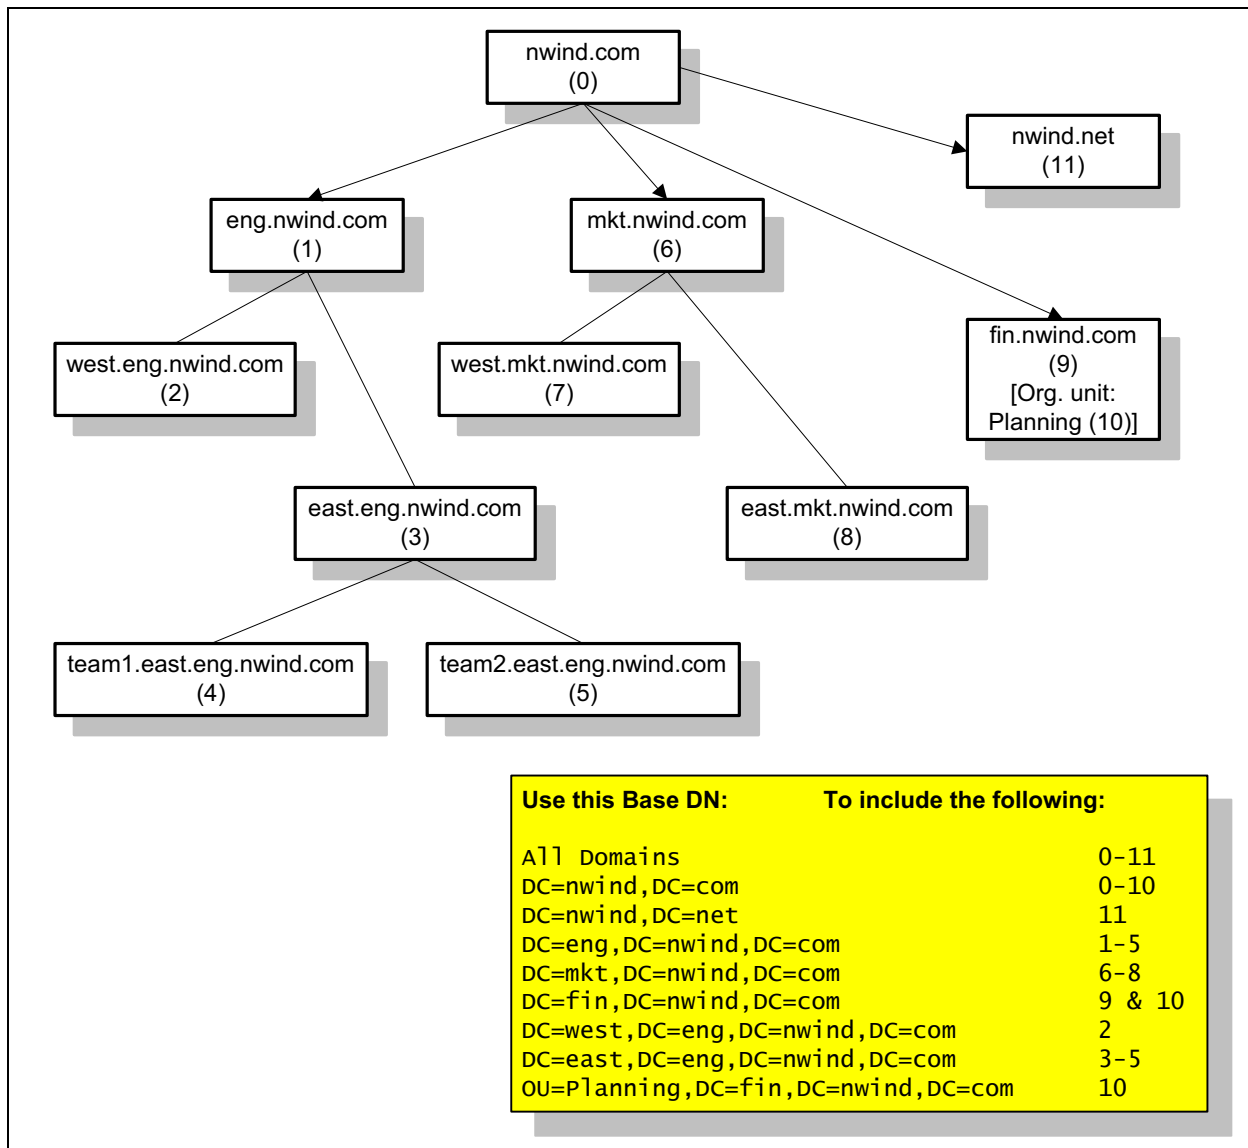 nwind.com
(0)
nwind.net
(11)
eng.nwind.com
(1)
mkt.nwind.com
(6)
west.eng.nwind.com
(2)
west.mkt.nwind.com
(7)
fin.nwind.com
(9)
[Org. unit:
Planning (10)]
east.eng.nwind.com
(3)
east.mkt.nwind.com
(8)
team1.east.eng.nwind.com
(4)
team2.east.eng.nwind.com
(5)
Use this Base DN: To include the following:
All Domains 0-11
DC=nwind,DC=com 0-10
DC=nwind,DC=net 11
DC=eng,DC=nwind,DC=com 1-5
DC=mkt,DC=nwind,DC=com 6-8
DC=fin,DC=nwind,DC=com 9 & 10
DC=west,DC=eng,DC=nwind,DC=com 2
DC=east,DC=eng,DC=nwind,DC=com 3-5
OU=Planning,DC=fin,DC=nwind,DC=com 10